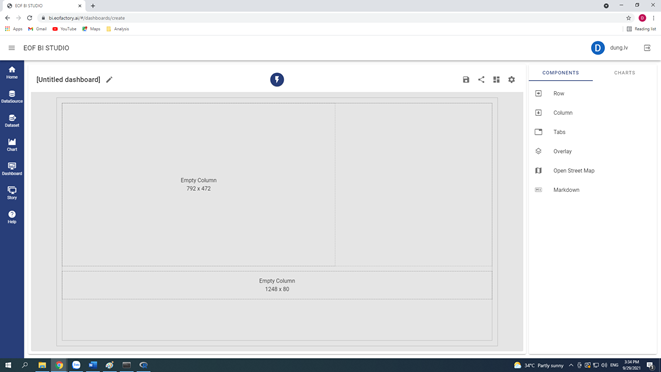 EOF BI STUDIO
bi.eofactory.ai/#/dashboards/create
Apps
Gmail
YouTube
Maps
Analysis
Reading list
EOF BI STUDIO
D
dung.lv
Home
DataSource
Dataset
Chart
Dashboard
Story
Help
[Untitled dashboard]
COMPONENTS
CHARTS
Row
Column
Tabs
Overlay
Open Street Map
Markdown
Empty Column
792 x 472
Empty Column
1248 x 80
34°C Partly sunny
ENG
3:34 PM
9/29/2021